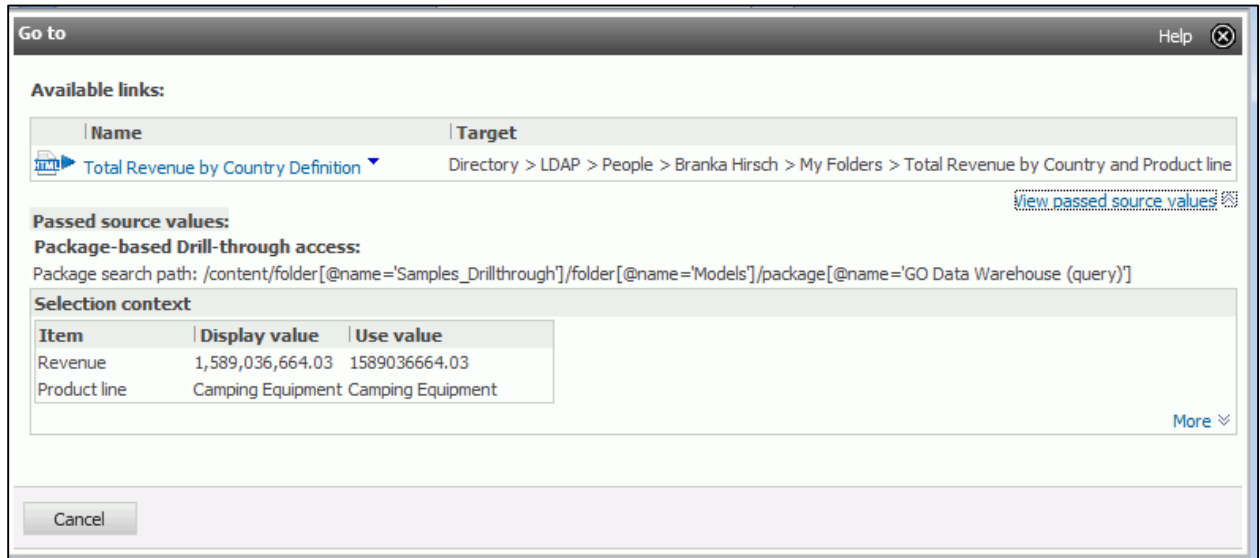 Go to
Help
Available links:
Name Target
HTML Total Revenue by Country Definition Directory > LDAP > People > Branka Hirsch > My Folders > Total Revenue by Country and Product line
View passed source values
Passed source values:
Package-based Drill-through access:
Package search path: /content/folder[@name='Samples_Drillthrough']/folder[@name='Models']/package[@name='GO Data Warehouse (query)']
Selection context
Item Display value Use value
Revenue 1,589,036,664.03 1589036664.03
Product line Camping Equipment Camping Equipment
More
Cancel